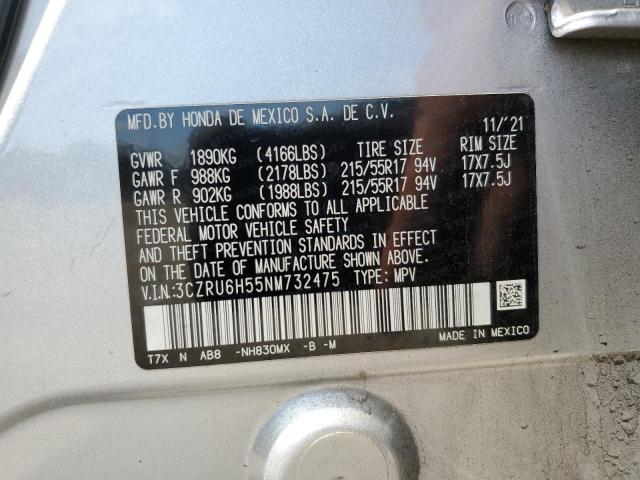 MFD.BY HONDA DE MEXICO S.A. DE C.V. 11/'21
GVWR 1890KG (4166LBS) TIRE SIZE RIM SIZE
GAWR F 988KG (2178LBS) 215/55R17 94V 17X7.5J
GAWR R 902KG (1988LBS) 215/55R17 94V 17X7.5J
THIS VEHICLE CONFORMS TO ALL APPLICABLE
FEDERAL MOTOR VEHICLE SAFETY
AND THEFT PREVENTION STANDARDS IN EFFECT
ON THE DATE OF MANUFACTURE SHOWN ABOVE.
V.I.N:3CZRU6H55NM732475 TYPE: MPV
T7X N AB8 -NH830MX -B -M MADE IN MEXICO